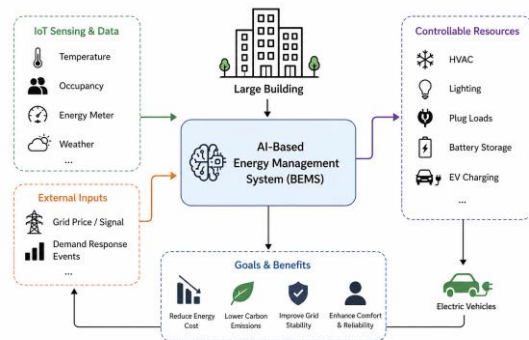 IoT Sensing & Data
Temperature
Occupancy
Energy Meter
Weather
...
External Inputs
Grid Price / Signal
Demand Response
Events
...
Large Building
AI-Based
Energy Management
System (BEMS)
Goals & Benefits
Reduce Energy
Cost
Lower Carbon
Emissions
Improve Grid
Stability
Enhance Comfort
& Reliability
Controllable Resources
HVAC
Lighting
Plug Loads
Battery Storage
EV Charging
...
Electric Vehicles